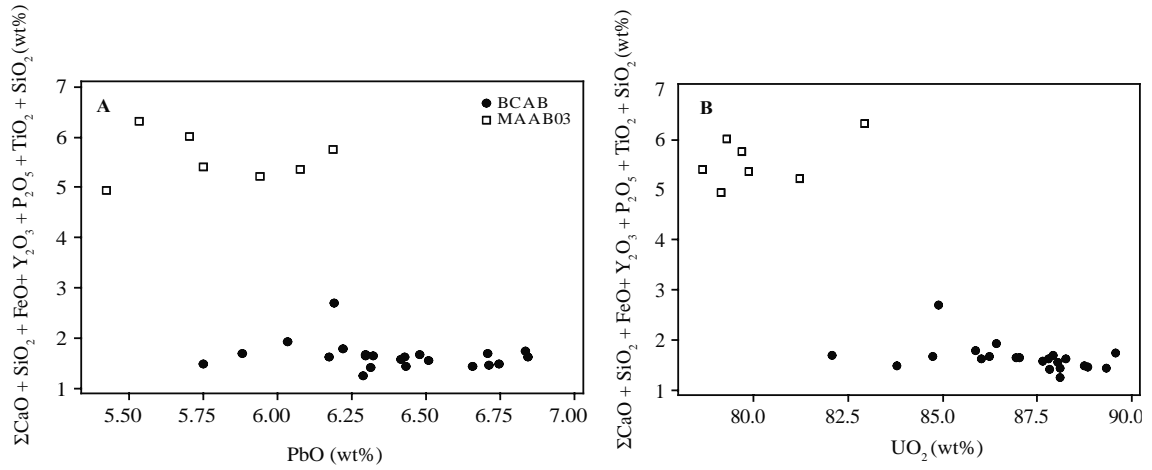 ΣCaO + SiO₂ + FeO+ Y₂O₃ + P₂O₅ + TiO₂ + SiO₂ (wt%)
7
6
5
4
3
2
1
A
BCAB
MAAB03
5.50 5.75 6.00 6.25 6.50 6.75 7.00
PbO (wt%)
ΣCaO + SiO₂ + FeO+ Y₂O₃ + P₂O₅ + TiO₂ + SiO₂ (wt%)
7
6
5
4
3
2
1
B
80.0 82.5 85.0 87.5 90.0
UO₂ (wt%)